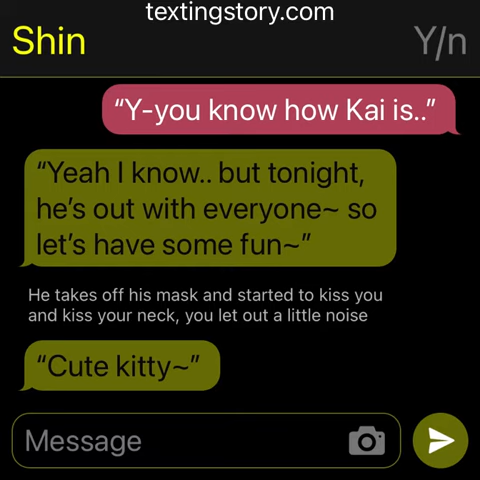 textingstory.com
Shin
Y/n
“Y-you know how Kai is..”
“Yeah I know.. but tonight,
he’s out with everyone~ so
let’s have some fun~”
He takes off his mask and started to kiss you
and kiss your neck, you let out a little noise
“Cute kitty~”
Message